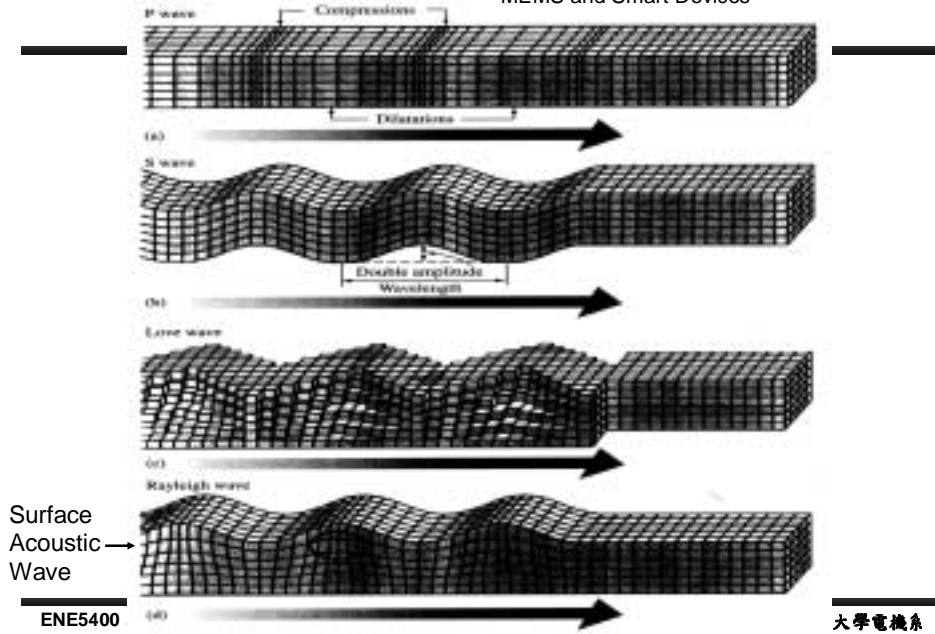 MEMS and Smart Devices
P wave
Compressions
Dilatations
(a)
S wave
Double amplitude
Wavelength
(b)
Love wave
(c)
Rayleigh wave
Surface
Acoustic
Wave
(d)
ENE5400
大學電機系